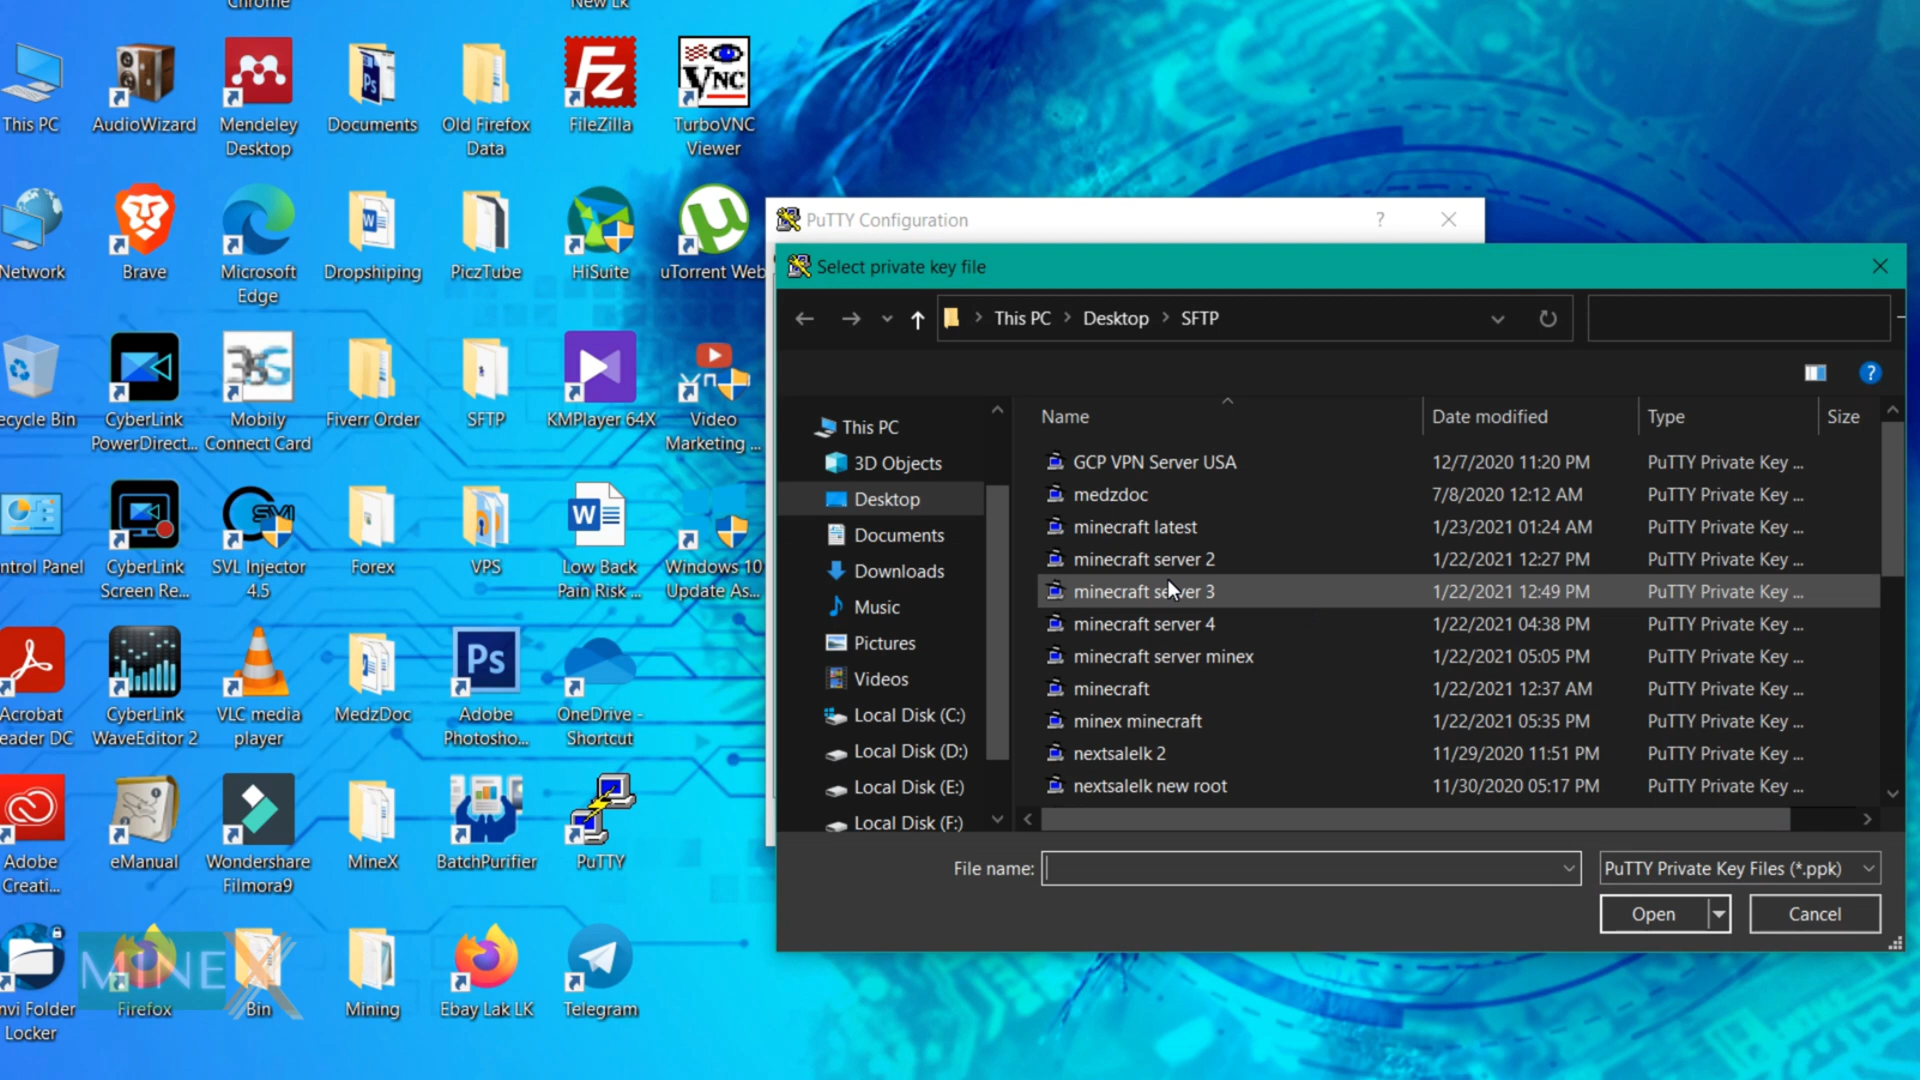 Chrome
New Lk
This PC
AudioWizard
Mendeley
Desktop
Documents
Old Firefox
Data
FileZilla
TurboVNC
Viewer
Network
Brave
Microsoft
Edge
Dropshiping
PiczTube
HiSuite
uTorrent Web
ecycle Bin
CyberLink
PowerDirect...
Mobily
Connect Card
Fiverr Order
SFTP
KMPlayer 64X
Video
Marketing ...
ntrol Panel
CyberLink
Screen Re...
SVL Injector
4.5
Forex
VPS
Low Back
Pain Risk ...
Windows 10
Update As...
Acrobat
eader DC
CyberLink
WaveEditor 2
VLC media
player
MedzDoc
Adobe
Photosho...
OneDrive -
Shortcut
Adobe
Creati...
eManual
Wondershare
Filmora9
MineX
BatchPurifier
PuTTY
nvi Folder
Locker
MINEX
Firefox
Bin
Mining
Ebay Lak LK
Telegram
PuTTY Configuration
?
Select private key file
This PC > Desktop > SFTP
?
This PC
3D Objects
Desktop
Documents
Downloads
Music
Pictures
Videos
Local Disk (C:)
Local Disk (D:)
Local Disk (E:)
Local Disk (F:)
Name Date modified Type Size
GCP VPN Server USA 12/7/2020 11:20 PM PuTTY Private Key ...
medzdoc 7/8/2020 12:12 AM PuTTY Private Key ...
minecraft latest 1/23/2021 01:24 AM PuTTY Private Key ...
minecraft server 2 1/22/2021 12:27 PM PuTTY Private Key ...
minecraft server 3 1/22/2021 12:49 PM PuTTY Private Key ...
minecraft server 4 1/22/2021 04:38 PM PuTTY Private Key ...
minecraft server minex 1/22/2021 05:05 PM PuTTY Private Key ...
minecraft 1/22/2021 12:37 AM PuTTY Private Key ...
minex minecraft 1/22/2021 05:35 PM PuTTY Private Key ...
nextsalelk 2 11/29/2020 11:51 PM PuTTY Private Key ...
nextsalelk new root 11/30/2020 05:17 PM PuTTY Private Key ...
File name:
PuTTY Private Key Files (*.ppk)
Open
Cancel